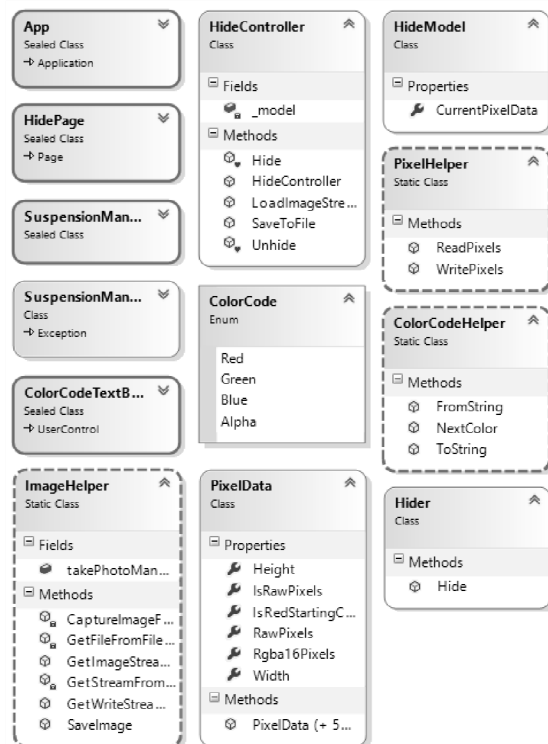 App
Sealed Class
Application
HidePage
Sealed Class
Page
SuspensionMan...
Sealed Class
SuspensionMan...
Class
Exception
ColorCodeTextB...
Sealed Class
UserControl
ImageHelper
Static Class
Fields
takePhotoMan...
Methods
CaptureImageF...
GetFileFromFile...
GetImageStrea...
GetStreamFrom...
GetWriteStrea...
SaveImage
HideController
Class
Fields
_model
Methods
Hide
HideController
LoadImageStre...
SaveToFile
Unhide
ColorCode
Enum
Red
Green
Blue
Alpha
PixelData
Class
Properties
Height
IsRawPixels
IsRedStartingC...
RawPixels
Rgba16Pixels
Width
Methods
PixelData (+ 5...
HideModel
Class
Properties
CurrentPixelData
PixelHelper
Static Class
Methods
ReadPixels
WritePixels
ColorCodeHelper
Static Class
Methods
FromString
NextColor
ToString
Hider
Class
Methods
Hide